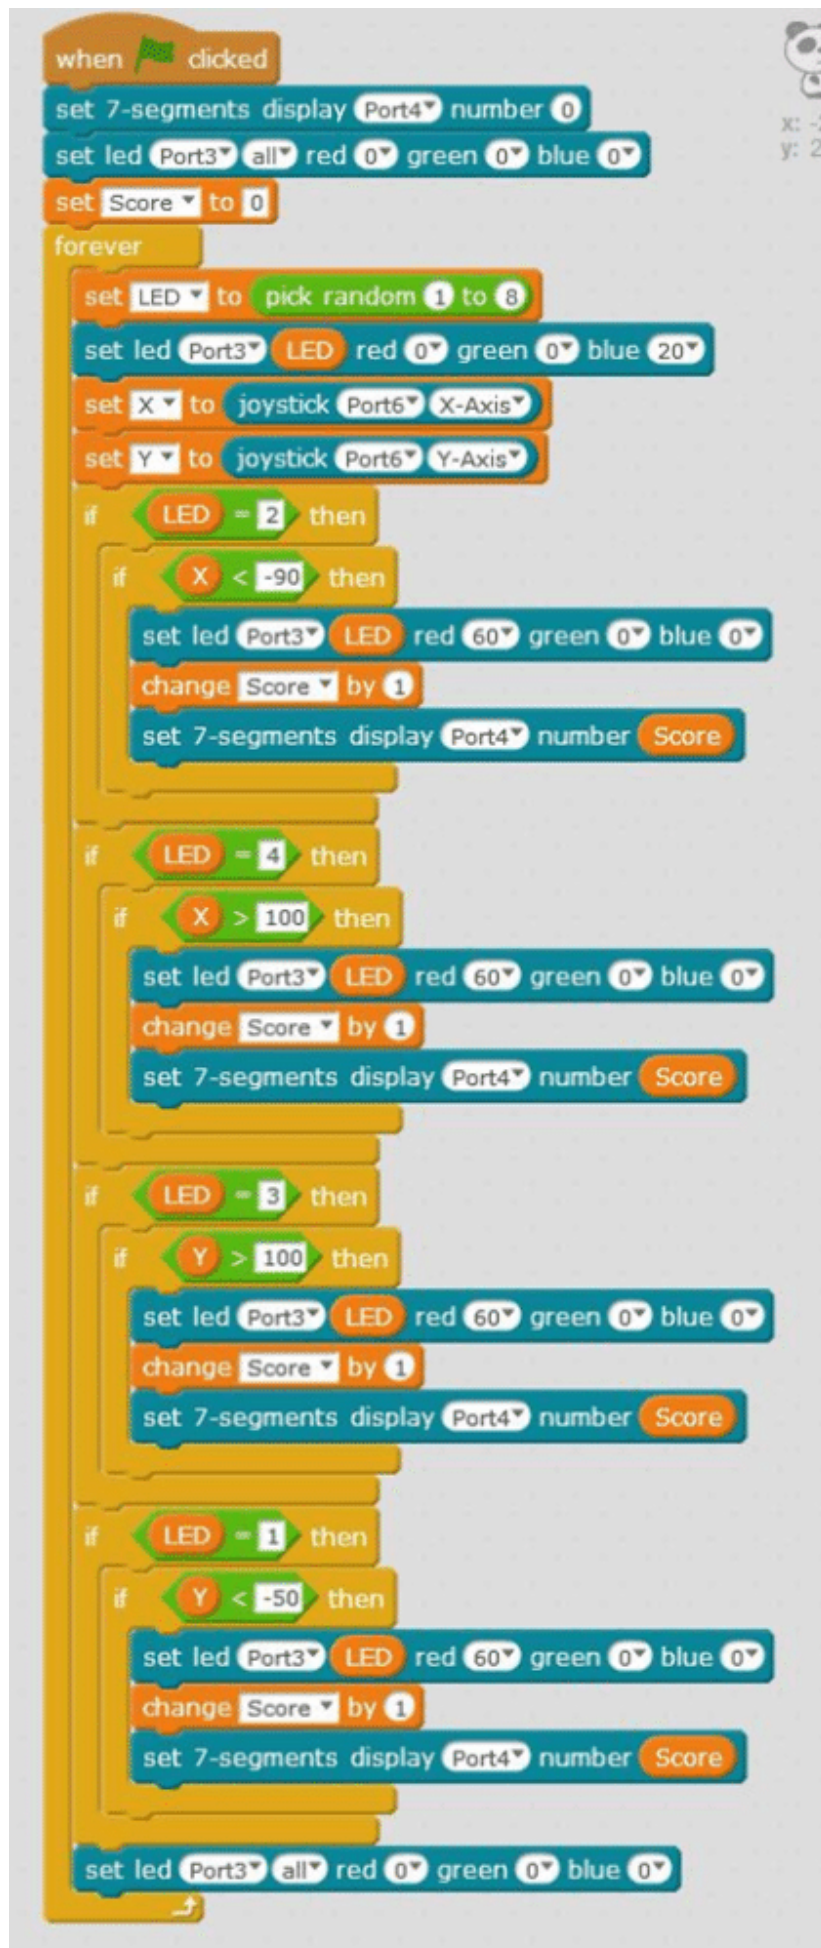 when clicked
set 7-segments display Port4 number 0
set led Port3 all red 0 green 0 blue 0
set Score to 0
forever
set LED to pick random 1 to 8
set led Port3 LED red 0 green 0 blue 20
set X to joystick Port6 X-Axis
set Y to joystick Port6 Y-Axis
if LED = 2 then
if X < -90 then
set led Port3 LED red 60 green 0 blue 0
change Score by 1
set 7-segments display Port4 number Score
if LED = 4 then
if X > 100 then
set led Port3 LED red 60 green 0 blue 0
change Score by 1
set 7-segments display Port4 number Score
if LED = 3 then
if Y > 100 then
set led Port3 LED red 60 green 0 blue 0
change Score by 1
set 7-segments display Port4 number Score
if LED = 1 then
if Y < -50 then
set led Port3 LED red 60 green 0 blue 0
change Score by 1
set 7-segments display Port4 number Score
set led Port3 all red 0 green 0 blue 0
x:
y: